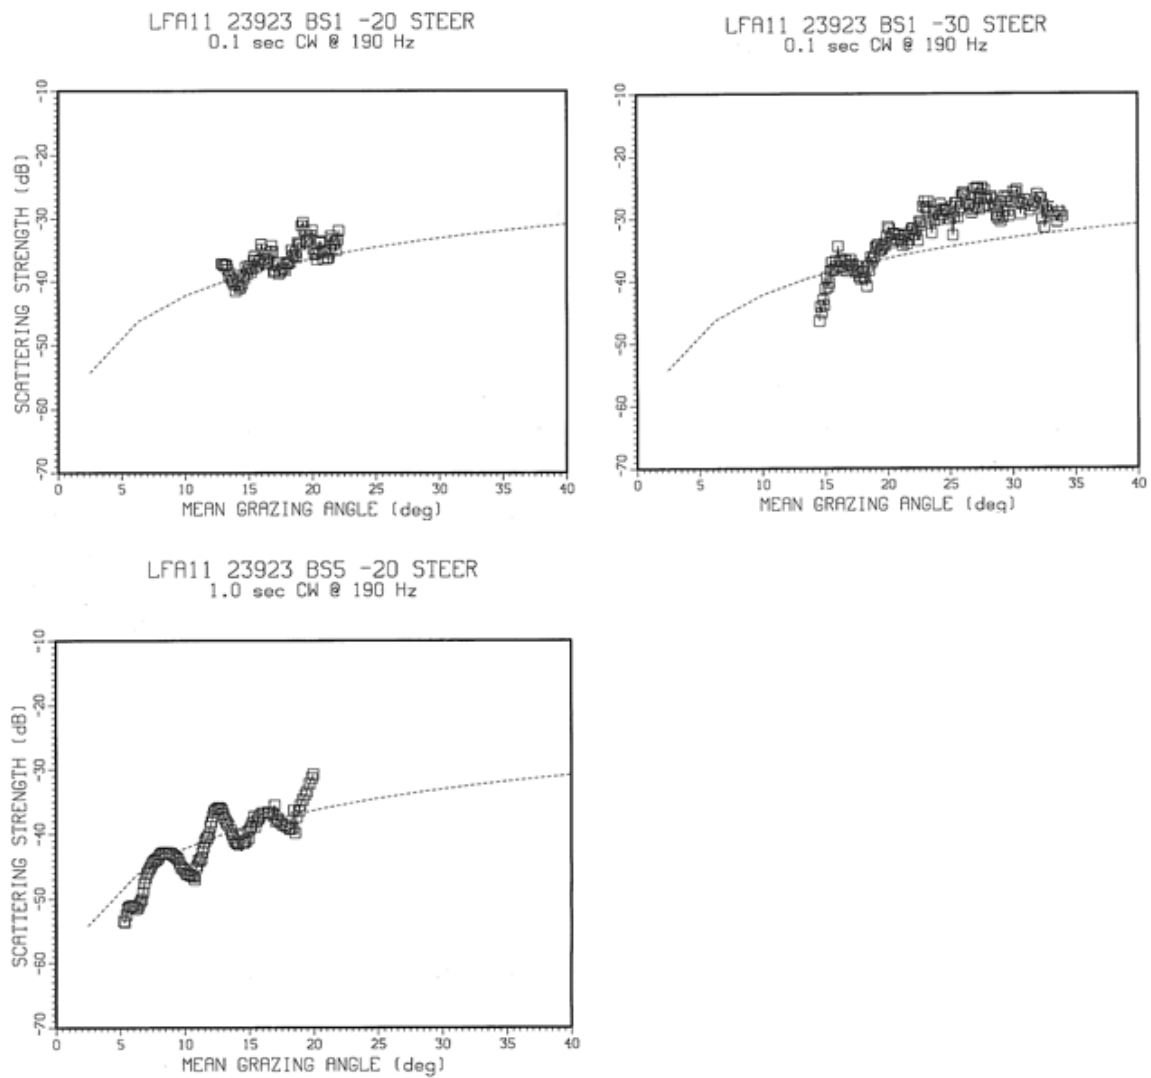 LFA11 23923 BS1 -20 STEER
0.1 sec CW @ 190 Hz
SCATTERING STRENGTH (dB)
-10
-20
-30
-40
-50
-60
-70
0 5 10 15 20 25 30 35 40
MEAN GRAZING ANGLE (deg)
LFA11 23923 BS1 -30 STEER
0.1 sec CW @ 190 Hz
-10
-20
-30
-40
-50
-60
-70
0 5 10 15 20 25 30 35 40
MEAN GRAZING ANGLE (deg)
LFA11 23923 BS5 -20 STEER
1.0 sec CW @ 190 Hz
SCATTERING STRENGTH (dB)
-10
-20
-30
-40
-50
-60
-70
0 5 10 15 20 25 30 35 40
MEAN GRAZING ANGLE (deg)